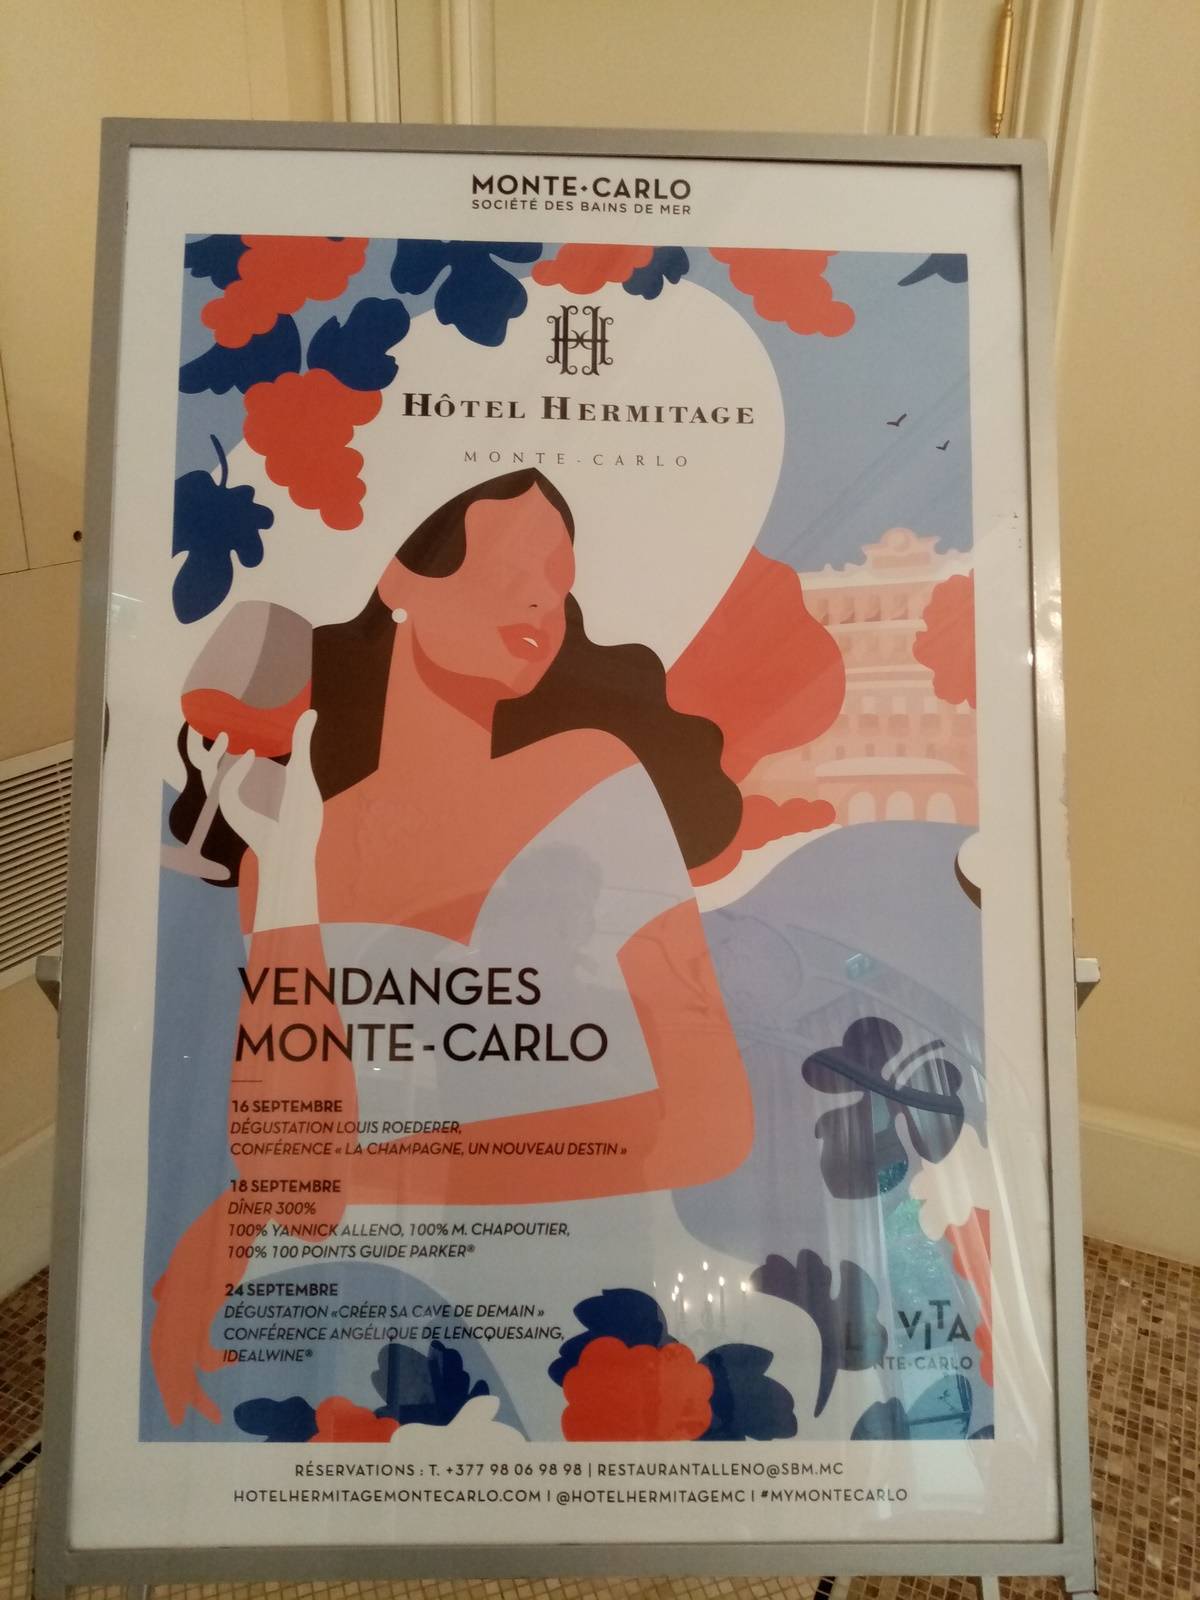 MONTE•CARLO
SOCIÉTÉ DES BAINS DE MER
HÔTEL HERMITAGE
MONTE-CARLO
VENDANGES
MONTE-CARLO
16 SEPTEMBRE
DÉGUSTATION LOUIS ROEDERER,
CONFÉRENCE « LA CHAMPAGNE, UN NOUVEAU DESTIN »
18 SEPTEMBRE
DÎNER 300%
100% YANNICK ALLENO, 100% M. CHAPOUTIER,
100% 100 POINTS GUIDE PARKER®
24 SEPTEMBRE
DÉGUSTATION «CRÉER SA CAVE DE DEMAIN »
CONFÉRENCE ANGÉLIQUE DE LENCQUESAING,
IDEALWINE®
VITA
NTE•CARLO
RÉSERVATIONS : T. +377 98 06 98 98 | RESTAURANTALLENO@SBM.MC
HOTELHERMITAGEMONTECARLO.COM I @HOTELHERMITAGEMC I #MYMONTECARLO